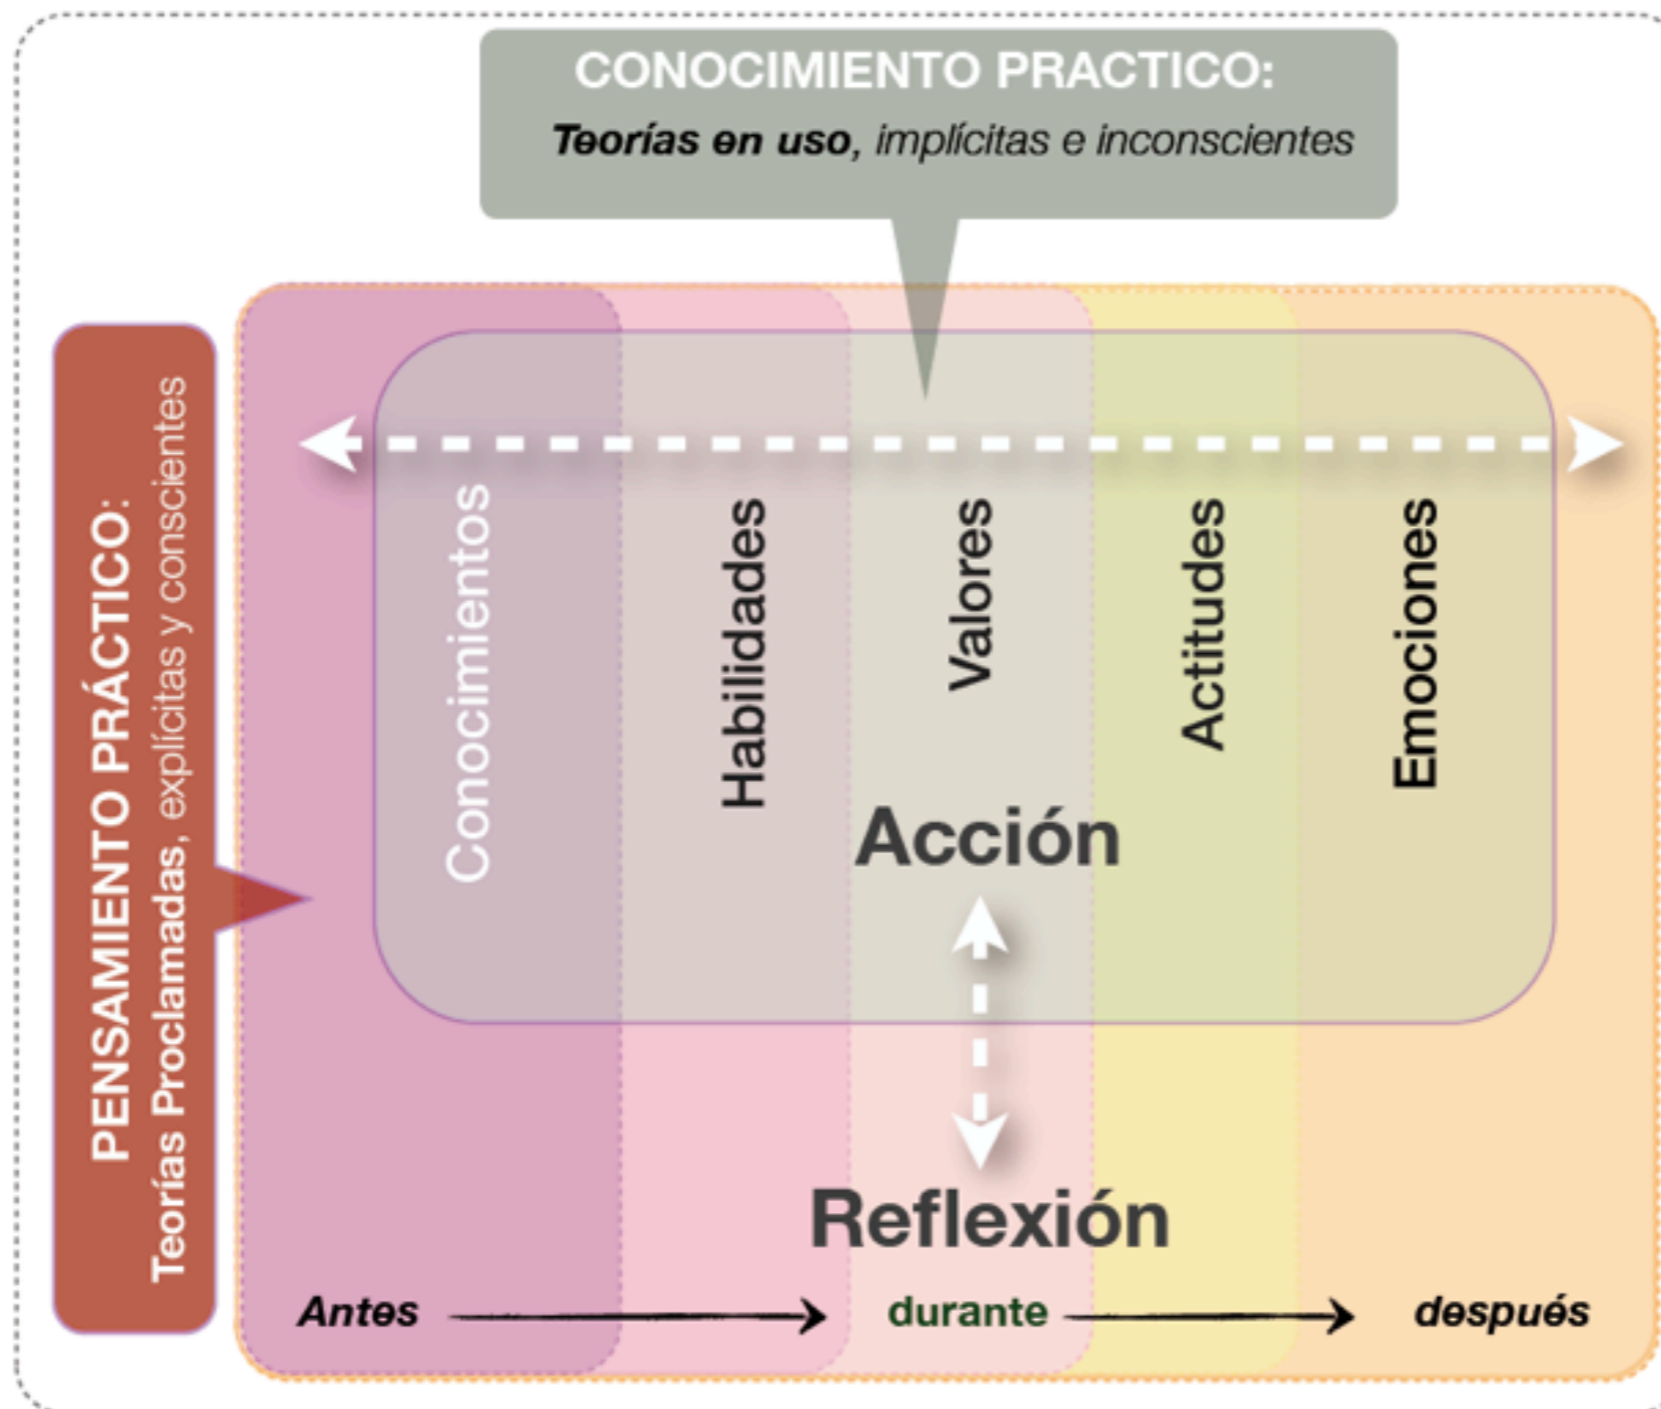 CONOCIMIENTO PRACTICO:
Teorías en uso, implícitas e inconscientes
PENSAMIENTO PRÁCTICO:
Teorías Proclamadas, explícitas y conscientes
Conocimientos
Habilidades
Valores
Actitudes
Emociones
Acción
Reflexión
Antes durante después